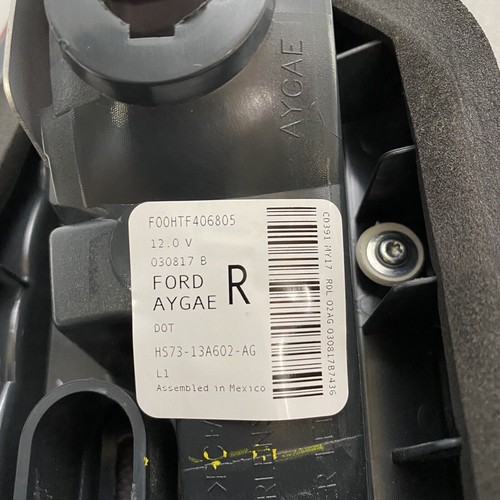 AYGAE
F00HTF406805
12.0 V
030817 B
FORD
AYGAE R
DOT
HS73-13A602-AG
L1
Assembled in Mexico
CD391 MY17 RDL 02AG 030817B7436